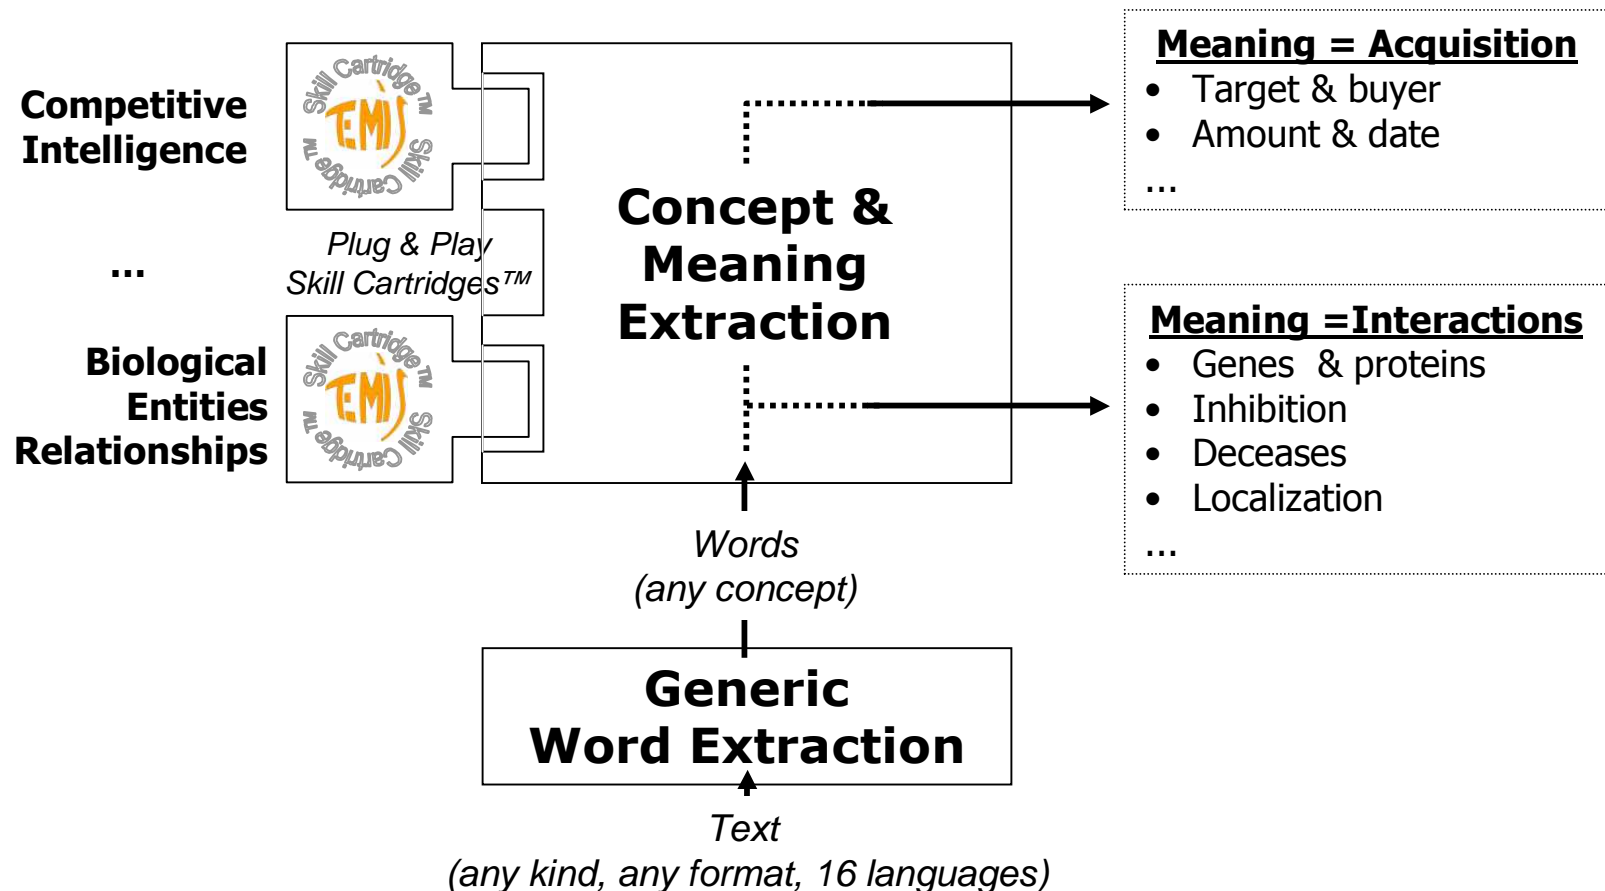 Competitive
Intelligence
Skill Cartridge™
TEMIS
Skill Cartridge™
Plug & Play
Skill Cartridges™
...
Biological
Entities
Relationships
Skill Cartridge™
TEMIS
Skill Cartridge™
Concept &
Meaning
Extraction
Meaning = Acquisition
• Target & buyer
• Amount & date
...
Meaning =Interactions
• Genes  & proteins
• Inhibition
• Deceases
• Localization
...
Words
(any concept)
Generic
Word Extraction
Text
(any kind, any format, 16 languages)